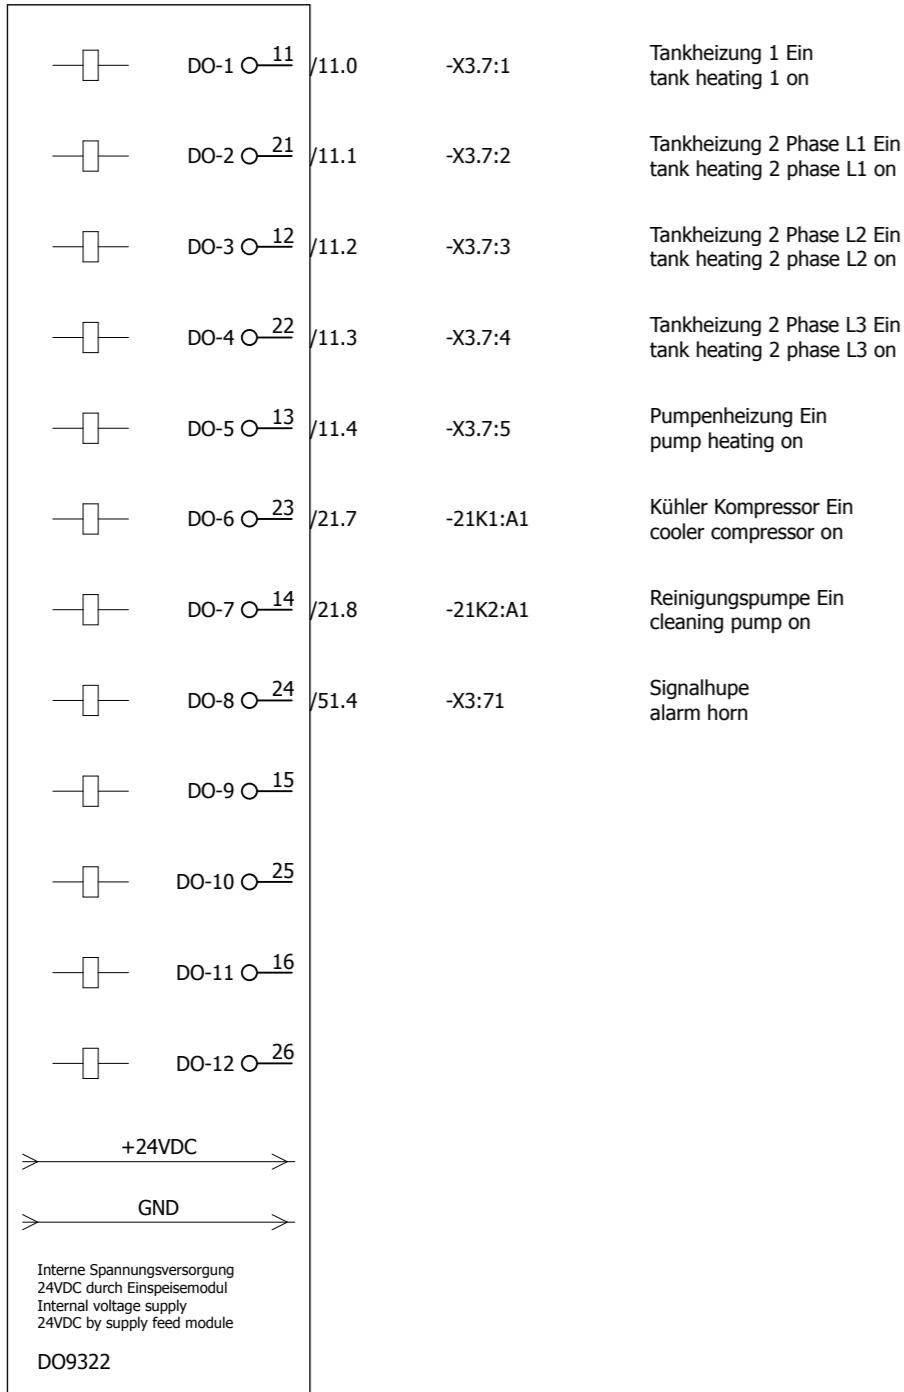 DO-1 11 /11.0 -X3.7:1 Tankheizung 1 Ein
tank heating 1 on
DO-2 21 /11.1 -X3.7:2 Tankheizung 2 Phase L1 Ein
tank heating 2 phase L1 on
DO-3 12 /11.2 -X3.7:3 Tankheizung 2 Phase L2 Ein
tank heating 2 phase L2 on
DO-4 22 /11.3 -X3.7:4 Tankheizung 2 Phase L3 Ein
tank heating 2 phase L3 on
DO-5 13 /11.4 -X3.7:5 Pumpenheizung Ein
pump heating on
DO-6 23 /21.7 -21K1:A1 Kühler Kompressor Ein
cooler compressor on
DO-7 14 /21.8 -21K2:A1 Reinigungspumpe Ein
cleaning pump on
DO-8 24 /51.4 -X3:71 Signalhupe
alarm horn
DO-9 15
DO-10 25
DO-11 16
DO-12 26
+24VDC
GND
Interne Spannungsversorgung
24VDC durch Einspeisemodul
Internal voltage supply
24VDC by supply feed module
DO9322